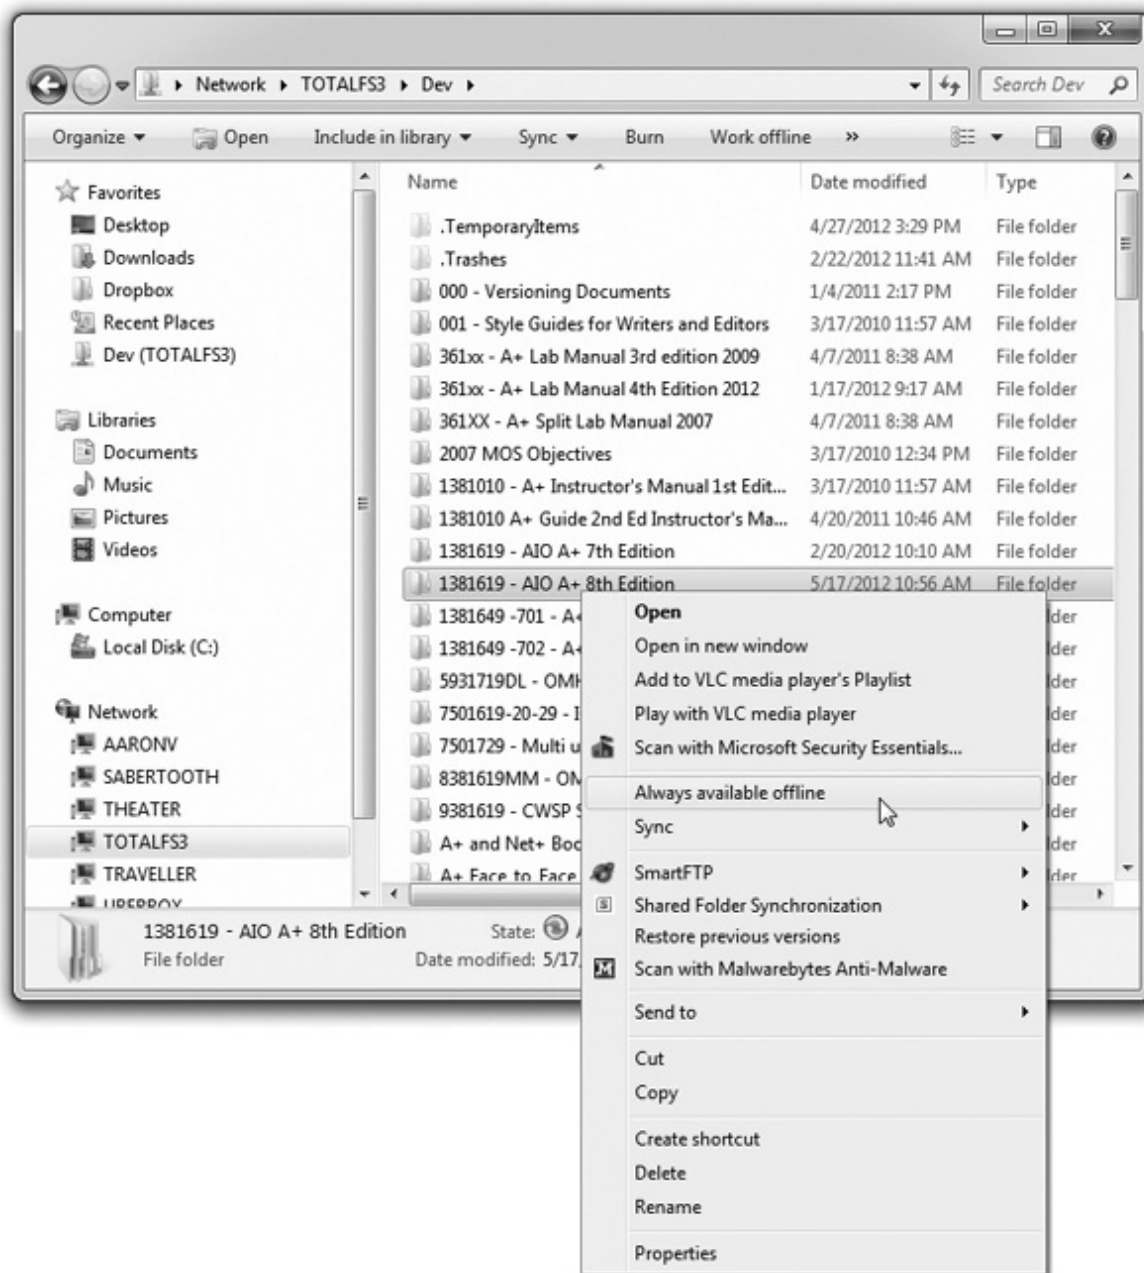 Network ▸ TOTALFS3 ▸ Dev ▸
Search Dev
Organize Open Include in library Sync Burn Work offline »
Favorites
Desktop
Downloads
Dropbox
Recent Places
Dev (TOTALFS3)
Libraries
Documents
Music
Pictures
Videos
Computer
Local Disk (C:)
Network
AARONV
SABERTOOTH
THEATER
TOTALFS3
TRAVELLER
Name Date modified Type
.TemporaryItems 4/27/2012 3:29 PM File folder
.Trashes 2/22/2012 11:41 AM File folder
000 - Versioning Documents 1/4/2011 2:17 PM File folder
001 - Style Guides for Writers and Editors 3/17/2010 11:57 AM File folder
361xx - A+ Lab Manual 3rd edition 2009 4/7/2011 8:38 AM File folder
361xx - A+ Lab Manual 4th Edition 2012 1/17/2012 9:17 AM File folder
361XX - A+ Split Lab Manual 2007 4/7/2011 8:38 AM File folder
2007 MOS Objectives 3/17/2010 12:34 PM File folder
1381010 - A+ Instructor's Manual 1st Edit... 3/17/2010 11:57 AM File folder
1381010 A+ Guide 2nd Ed Instructor's Ma... 4/20/2011 10:46 AM File folder
1381619 - AIO A+ 7th Edition 2/20/2012 10:10 AM File folder
1381619 - AIO A+ 8th Edition 5/17/2012 10:56 AM File folder
1381649 -701 - A+
1381649 -702 - A+
5931719DL - OMH
7501619-20-29 - I
7501729 - Multi u
8381619MM - OM
9381619 - CWSP S
A+ and Net+ Boo
A+ Face to Face
Open
Open in new window
Add to VLC media player's Playlist
Play with VLC media player
Scan with Microsoft Security Essentials...
Always available offline
Sync
SmartFTP
Shared Folder Synchronization
Restore previous versions
Scan with Malwarebytes Anti-Malware
Send to
Cut
Copy
Create shortcut
Delete
Rename
Properties
1381619 - AIO A+ 8th Edition State:
File folder Date modified: 5/17